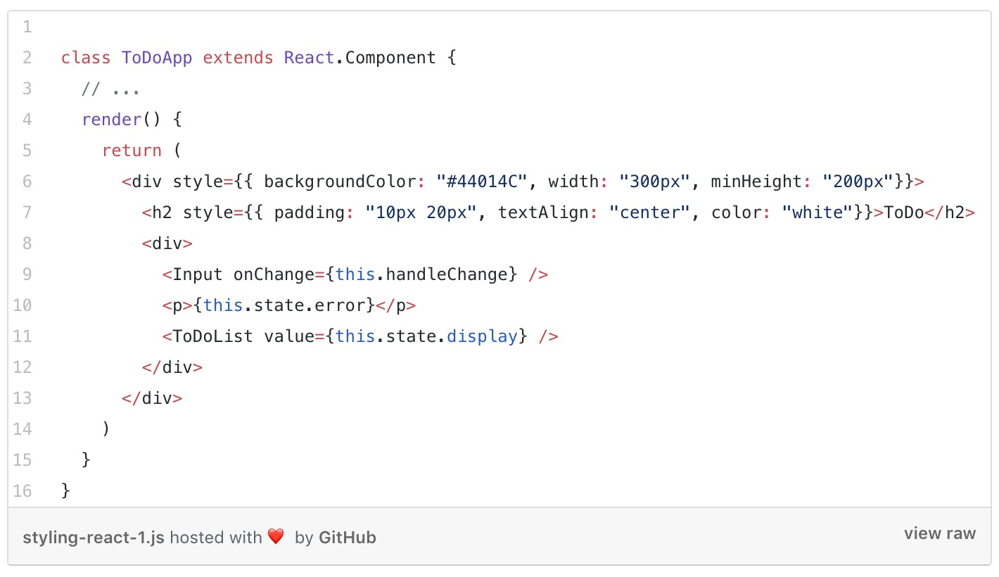 1
2 class ToDoApp extends React.Component {
3   // ...
4   render() {
5     return (
6       <div style={{ backgroundColor: "#44014C", width: "300px", minHeight: "200px"}}>
7         <h2 style={{ padding: "10px 20px", textAlign: "center", color: "white"}}>ToDo</h2>
8         <div>
9           <Input onChange={this.handleChange} />
10           <p>{this.state.error}</p>
11           <ToDoList value={this.state.display} />
12         </div>
13       </div>
14     )
15   }
16 }
styling-react-1.js hosted with ❤ by GitHub view raw